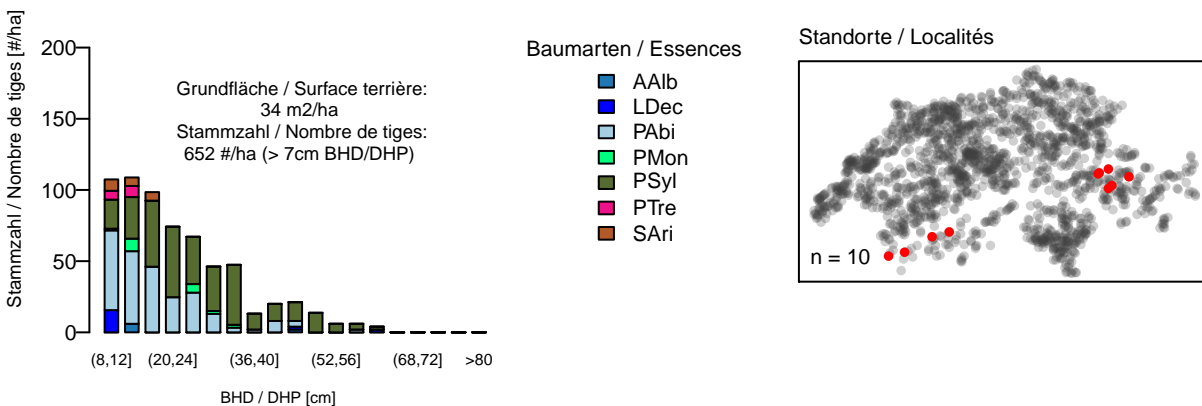 Stammzahl / Nombre de tiges [#/ha]
200
150
100
50
0
Grundfläche / Surface terrière:
34 m2/ha
Stammzahl / Nombre de tiges:
652 #/ha (> 7cm BHD/DHP)
(8,12]
(20,24]
(36,40]
(52,56]
(68,72]
>80
BHD / DHP [cm]
Baumarten / Essences
AAlb
LDec
PAbi
PMon
PSyl
PTre
SAri
Standorte / Localités
n = 10